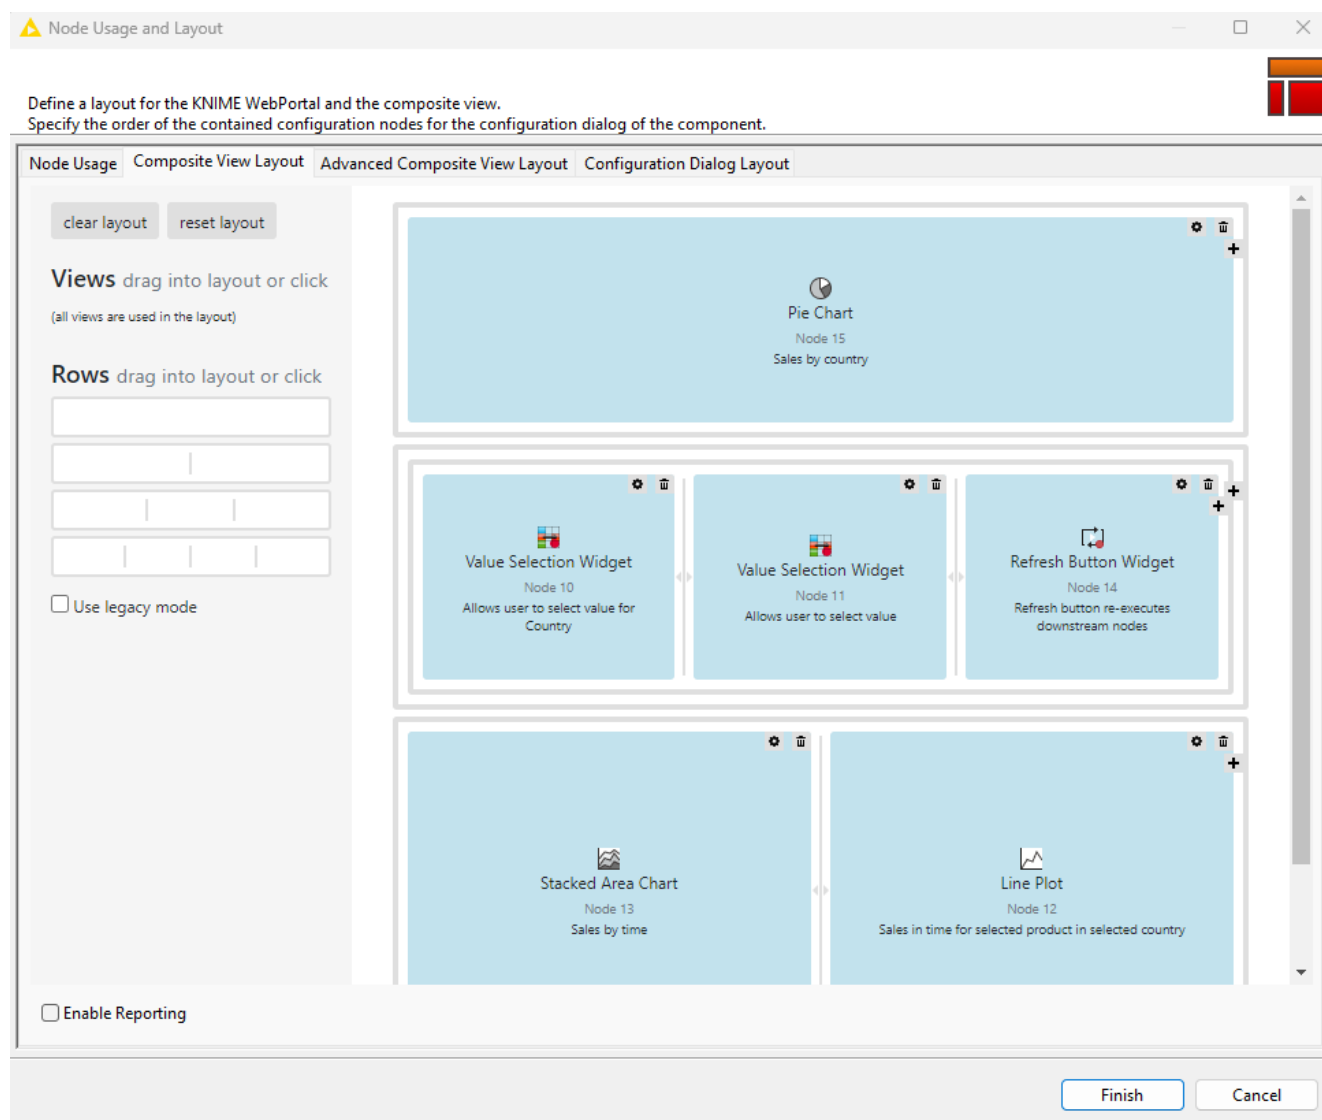 Node Usage and Layout
Define a layout for the KNIME WebPortal and the composite view.
Specify the order of the contained configuration nodes for the configuration dialog of the component.
Node Usage
Composite View Layout
Advanced Composite View Layout
Configuration Dialog Layout
clear layout
reset layout
Views drag into layout or click
(all views are used in the layout)
Rows drag into layout or click
Use legacy mode
Pie Chart
Node 15
Sales by country
Value Selection Widget
Node 10
Allows user to select value for
Country
Value Selection Widget
Node 11
Allows user to select value
Refresh Button Widget
Node 14
Refresh button re-executes
downstream nodes
Stacked Area Chart
Node 13
Sales by time
Line Plot
Node 12
Sales in time for selected product in selected country
Enable Reporting
Finish
Cancel